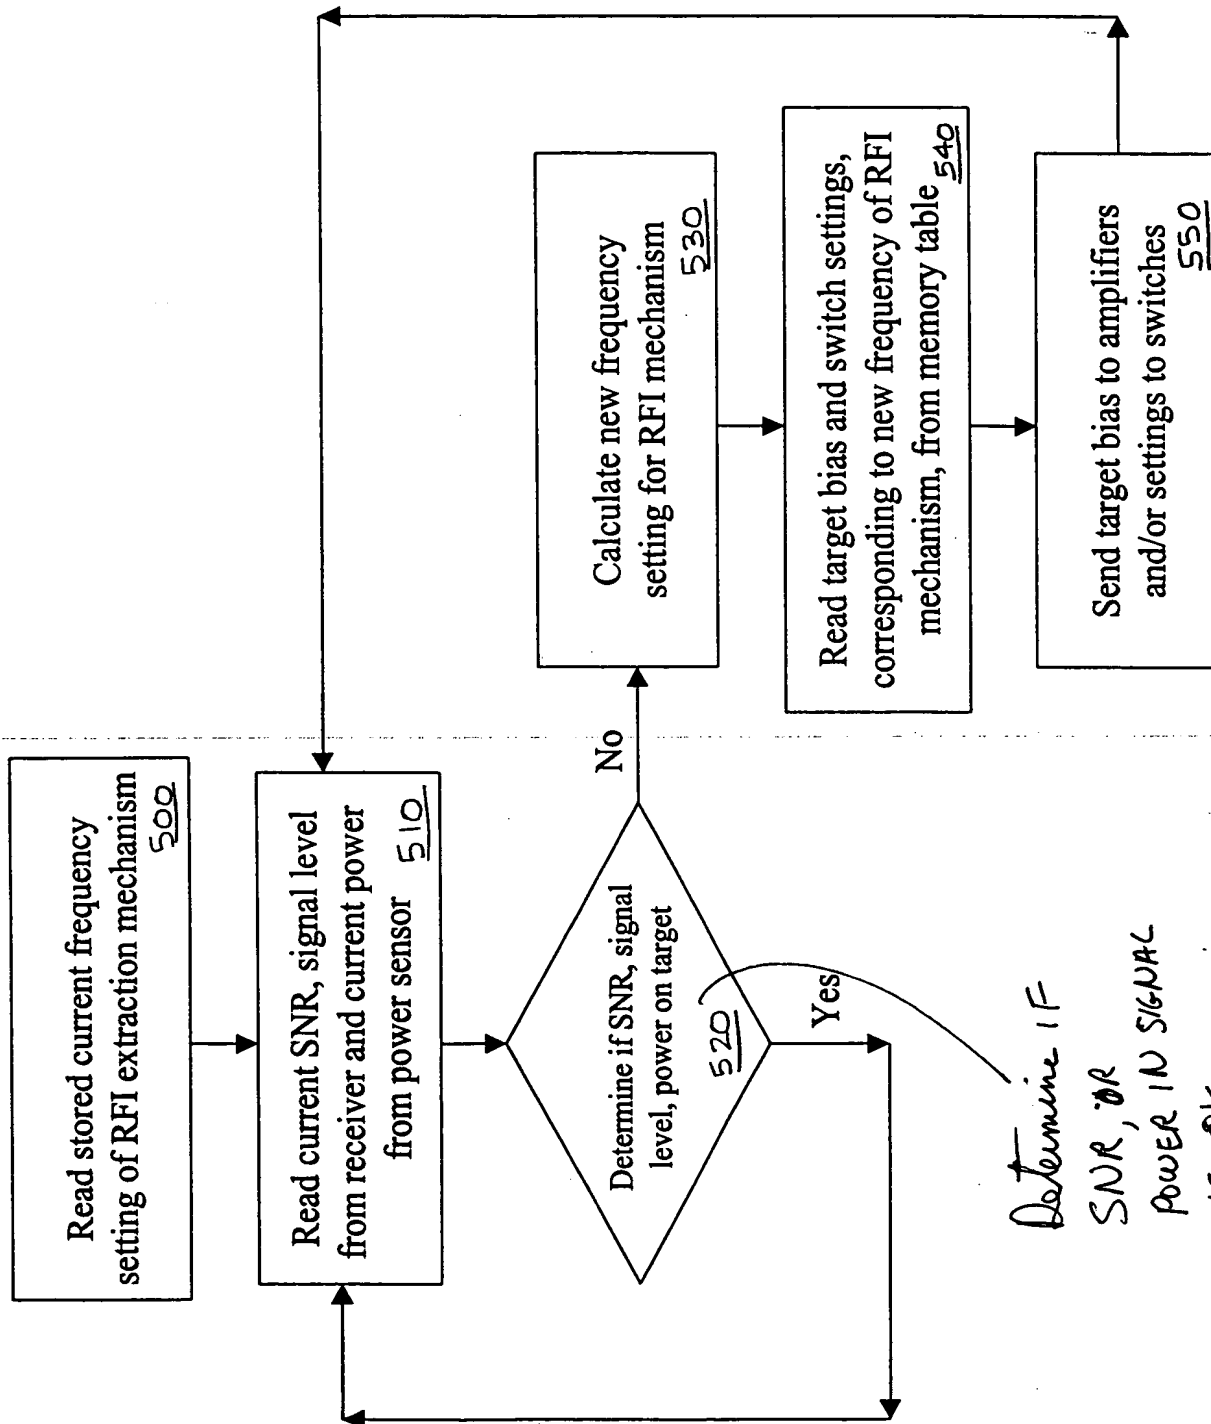 Read stored current frequency
setting of RFI extraction mechanism
500
Read current SNR, signal level
from receiver and current power
from power sensor 510
Determine if SNR, signal
level, power on target
520
No
Yes
Calculate new frequency
setting for RFI mechanism
530
Read target bias and switch settings,
corresponding to new frequency of RFI
mechanism, from memory table 540
Send target bias to amplifiers
and/or settings to switches
550
Determine IF
SNR, OR
POWER IN SIGNAL